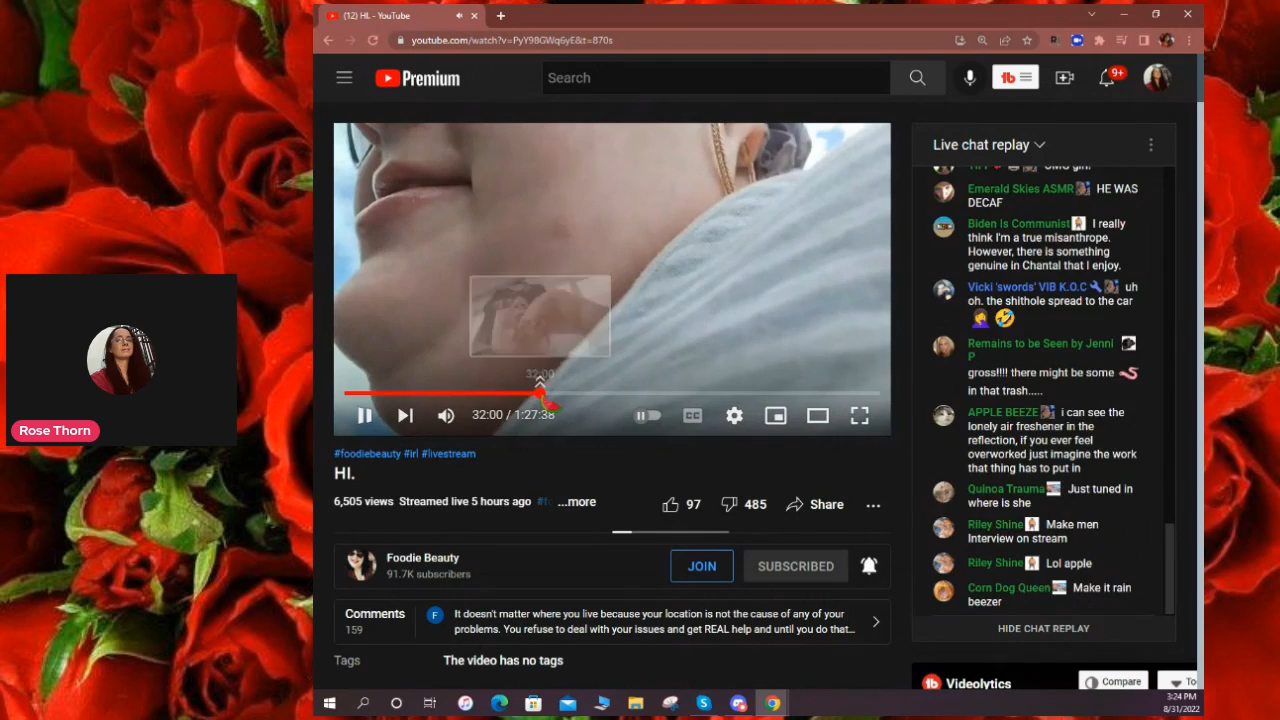 (12) HI. - YouTube
youtube.com/watch?v=PyY98GWq6yE&t=870s
Premium
Search
9+
32:00
32:00 / 1:27:38
#foodiebeauty #irl #livestream
HI.
6,505 views Streamed live 5 hours ago ...more
97
485
Share
Foodie Beauty
91.7K subscribers
JOIN
SUBSCRIBED
Comments
159
F
It doesn't matter where you live because your location is not the cause of any of your
problems. You refuse to deal with your issues and get REAL help and until you do that...
Tags
The video has no tags
Live chat replay
OMG girl!
Emerald Skies ASMR HE WAS
DECAF
Biden Is Communist I really
think I'm a true misanthrope.
However, there is something
genuine in Chantal that I enjoy.
Vicki 'swords' VIB K.O.C uh
oh. the shithole spread to the car
Remains to be Seen by Jenni
P
gross!!!! there might be some
in that trash.....
APPLE BEEZE i can see the
lonely air freshener in the
reflection, if you ever feel
overworked just imagine the work
that thing has to put in
Quinoa Trauma Just tuned in
where is she
Riley Shine Make men
Interview on stream
Riley Shine Lol apple
Corn Dog Queen Make it rain
beezer
HIDE CHAT REPLAY
tb Videolytics
Compare
To
Rose Thorn
3:24 PM
8/31/2022